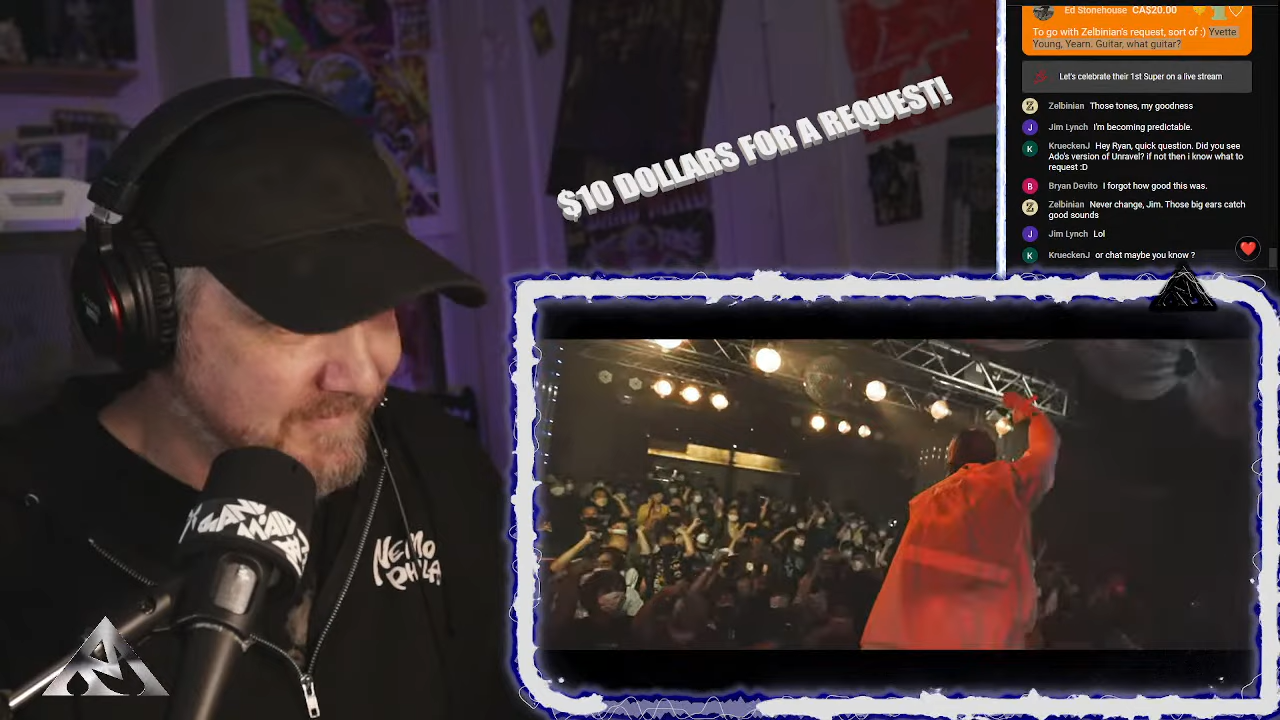 Ed Stonehouse CA$20.00
To go with Zelbinian's request, sort of :) Yvette
Young, Yearn. Guitar, what guitar?
Let's celebrate their 1st Super on a live stream
Zelbinian Those tones, my goodness
Jim Lynch I'm becoming predictable.
KrueckenJ Hey Ryan, quick question. Did you see
Ado's version of Unravel? if not then i know what to
request :D
Bryan Devito I forgot how good this was.
Zelbinian Never change, Jim. Those big ears catch
good sounds
Jim Lynch Lol
KrueckenJ or chat maybe you know ?
$10 DOLLARS FOR A REQUEST!
NEMO
PHILA